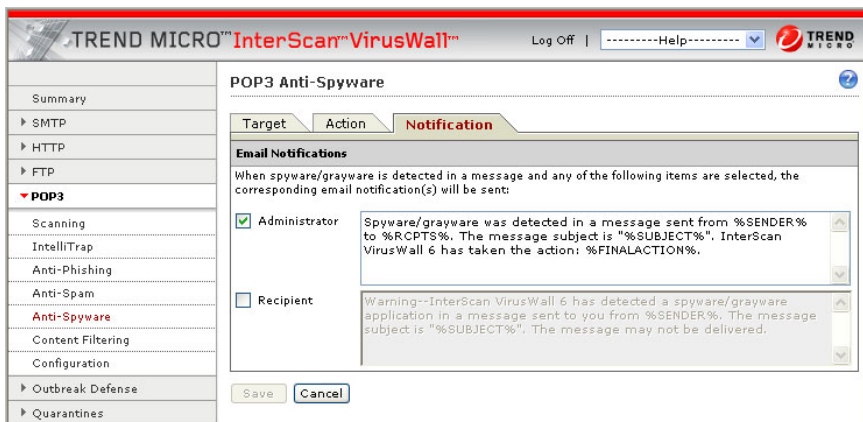 TREND MICRO™ InterScan™ VirusWall™
Log Off | ---------Help---------
TREND MICRO
Summary
SMTP
HTTP
FTP
POP3
Scanning
IntelliTrap
Anti-Phishing
Anti-Spam
Anti-Spyware
Content Filtering
Configuration
Outbreak Defense
Quarantines
POP3 Anti-Spyware
Target Action Notification
Email Notifications
When spyware/grayware is detected in a message and any of the following items are selected, the
corresponding email notification(s) will be sent:
Administrator
Spyware/grayware was detected in a message sent from %SENDER%
to %RCPTS%. The message subject is "%SUBJECT%". InterScan
VirusWall 6 has taken the action: %FINALACTION%.
Recipient
Warning--InterScan VirusWall 6 has detected a spyware/grayware
application in a message sent to you from %SENDER%. The message
subject is "%SUBJECT%". The message may not be delivered.
Save Cancel